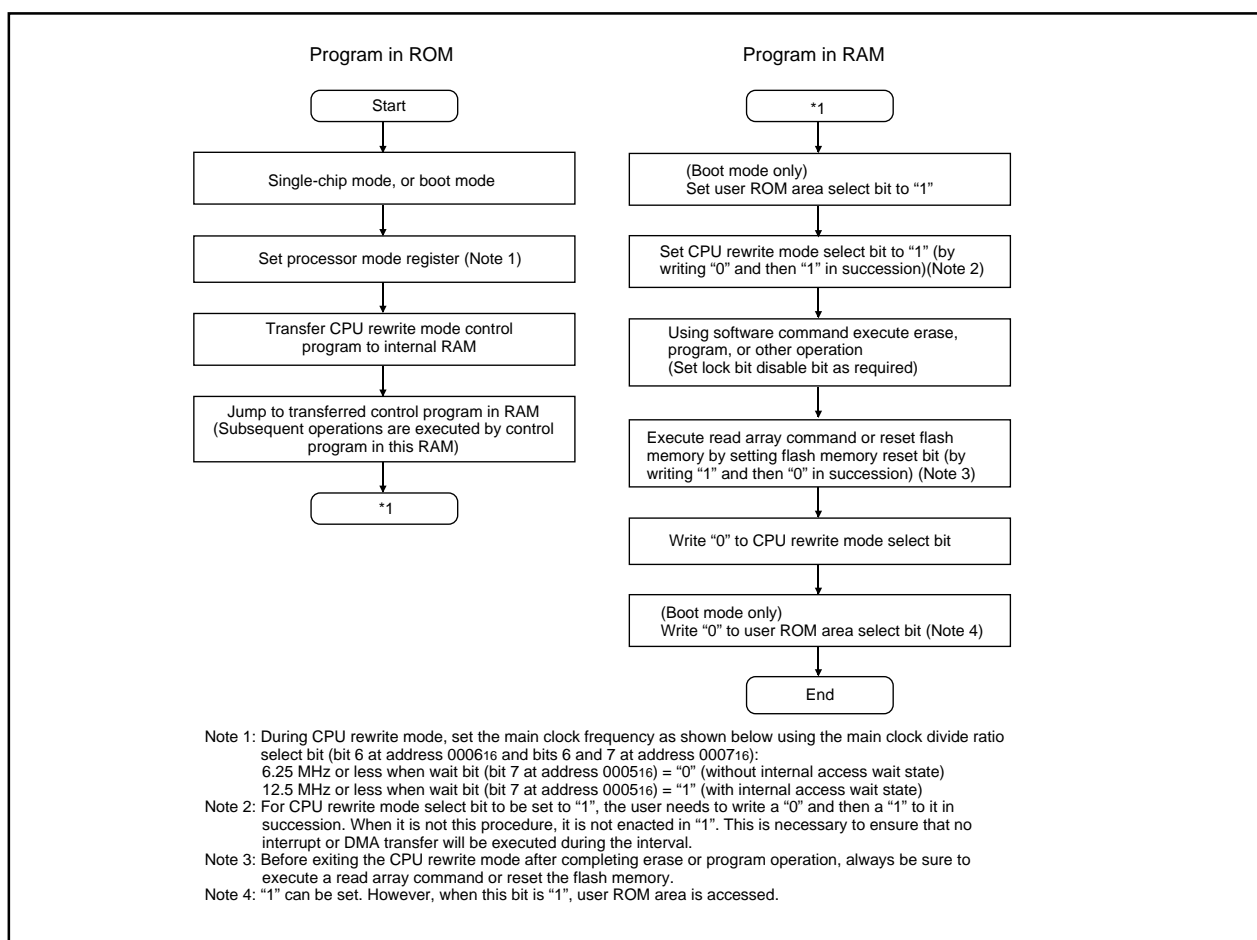 Program in ROM
Start
Single-chip mode, or boot mode
Set processor mode register (Note 1)
Transfer CPU rewrite mode control
program to internal RAM
Jump to transferred control program in RAM
(Subsequent operations are executed by control
program in this RAM)
*1
Program in RAM
*1
(Boot mode only)
Set user ROM area select bit to “1”
Set CPU rewrite mode select bit to “1” (by
writing “0” and then “1” in succession)(Note 2)
Using software command execute erase,
program, or other operation
(Set lock bit disable bit as required)
Execute read array command or reset flash
memory by setting flash memory reset bit (by
writing “1” and then “0” in succession) (Note 3)
Write “0” to CPU rewrite mode select bit
(Boot mode only)
Write “0” to user ROM area select bit (Note 4)
End
Note 1: During CPU rewrite mode, set the main clock frequency as shown below using the main clock divide ratio
select bit (bit 6 at address 000616 and bits 6 and 7 at address 000716):
6.25 MHz or less when wait bit (bit 7 at address 000516) = “0” (without internal access wait state)
12.5 MHz or less when wait bit (bit 7 at address 000516) = “1” (with internal access wait state)
Note 2: For CPU rewrite mode select bit to be set to “1”, the user needs to write a “0” and then a “1” to it in
succession. When it is not this procedure, it is not enacted in “1”. This is necessary to ensure that no
interrupt or DMA transfer will be executed during the interval.
Note 3: Before exiting the CPU rewrite mode after completing erase or program operation, always be sure to
execute a read array command or reset the flash memory.
Note 4: “1” can be set. However, when this bit is “1”, user ROM area is accessed.